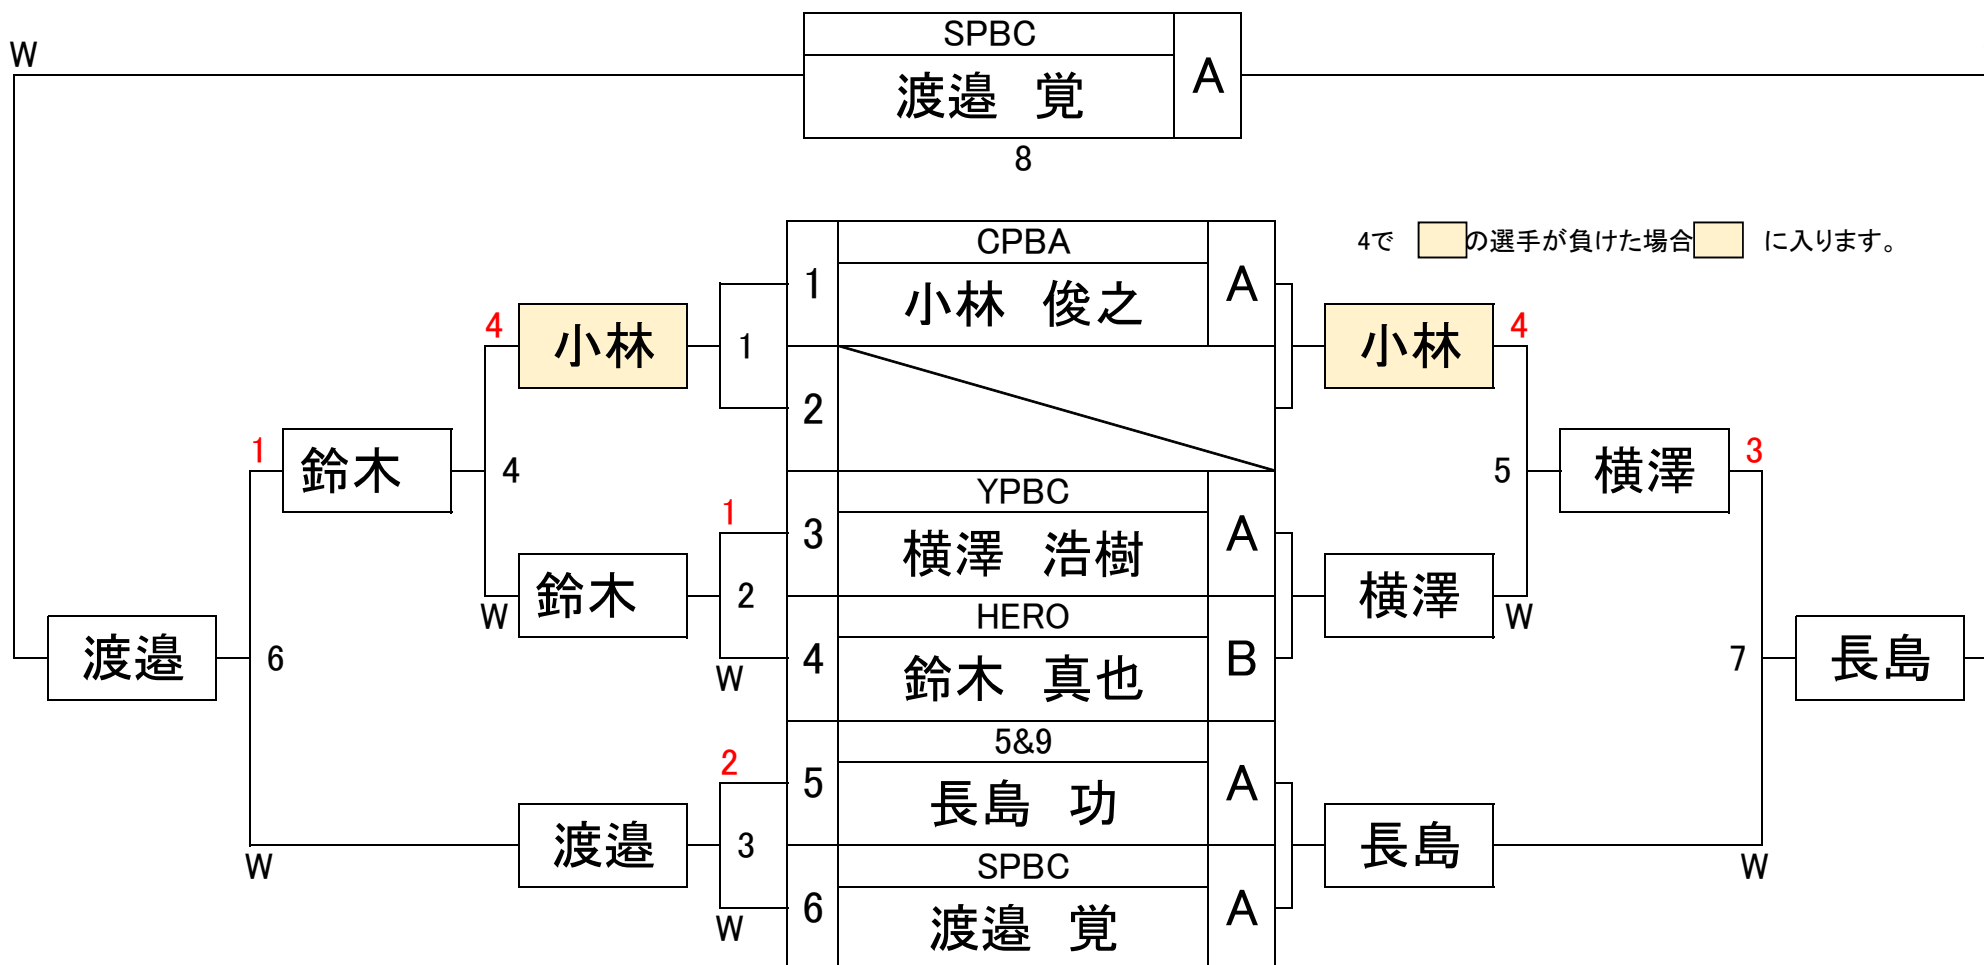 W
SPBC
渡邉　覚
A
8
4で の選手が負けた場合 に入ります。
1
CPBA
小林　俊之
A
4
小林
1
小林
4
2
1
鈴木
4
5
横澤
3
1
3
YPBC
横澤　浩樹
A
W
鈴木
2
横澤
W
4
HERO
鈴木　真也
B
W
渡邉
6
7
長島
2
5
5&9
長島　功
A
W
渡邉
3
長島
W
6
SPBC
渡邉　覚
A
W